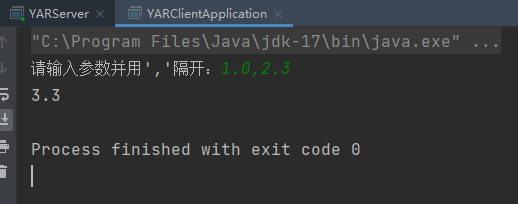 YARServer
YARClientApplication
"C:\Program Files\Java\jdk-17\bin\java.exe" ...
请输入参数并用','隔开：1.0,2.3
3.3
Process finished with exit code 0